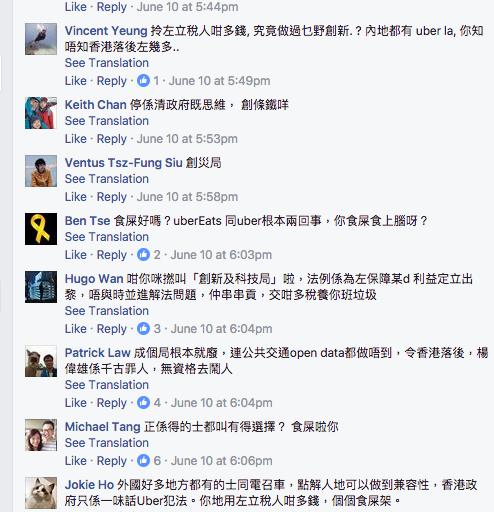 Like · Reply · June 10 at 5:44pm
Vincent Yeung 拎左立稅人咁多錢, 究竟做過乜野創新. ? 內地都有 uber la, 你知
唔知香港落後左幾多..
See Translation
Like · Reply · 1 · June 10 at 5:49pm
Keith Chan 停係清政府既思維， 創條鐵咩
See Translation
Like · Reply · June 10 at 5:53pm
Ventus Tsz-Fung Siu 創災局
See Translation
Like · Reply · June 10 at 5:58pm
Ben Tse 食屎好嗎？uberEats 同uber根本兩回事，你食屎食上腦呀？
See Translation
Like · Reply · 2 · June 10 at 6:03pm
Hugo Wan 咁你咪撚叫「創新及科技局」啦，法例係為左保障某d 利益定立出
黎，唔與時並進解法問題，仲串串貢，交咁多稅養你班垃圾
See Translation
Like · Reply · 3 · June 10 at 6:04pm
Patrick Law 成個局根本就廢，連公共交通open data都做唔到，令香港落後，楊
偉雄係千古罪人，無資格去鬧人
See Translation
Like · Reply · 4 · June 10 at 6:04pm
Michael Tang 正係得的士都叫有得選擇？ 食屎啦你
See Translation
Like · Reply · 6 · June 10 at 6:06pm
Jokie Ho 外國好多地方都有的士同電召車，點解人地可以做到兼容性，香港政
府只係一味話Uber犯法。你地用左立稅人咁多錢，個個食屎架。